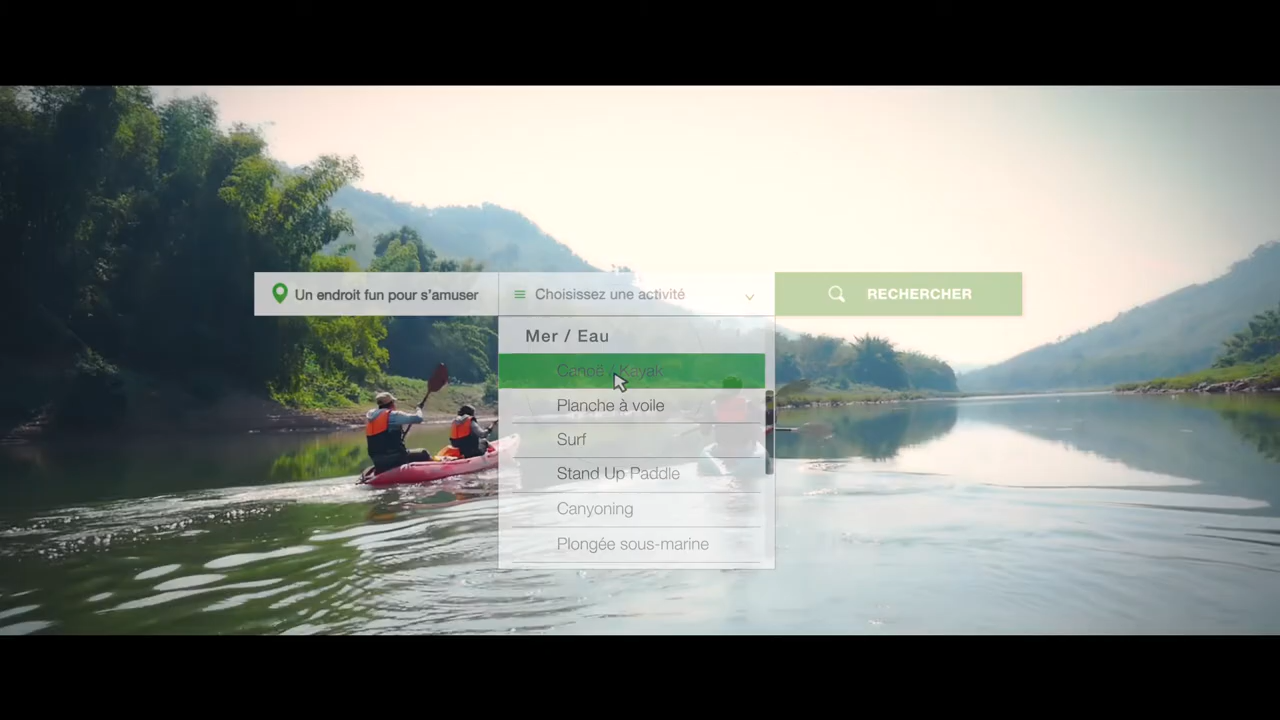 Un endroit fun pour s'amuser
Choisissez une activité
RECHERCHER
Mer / Eau
Canoë / Kayak
Planche à voile
Surf
Stand Up Paddle
Canyoning
Plongée sous-marine